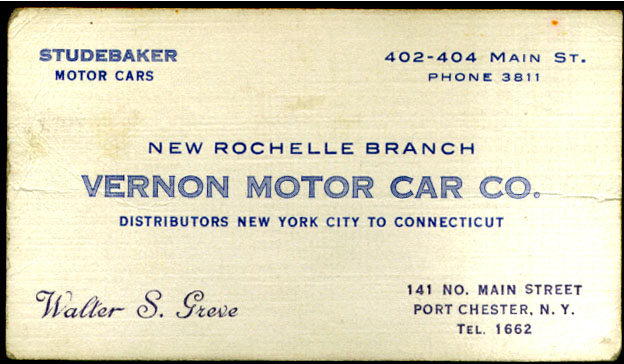 STUDEBAKER
MOTOR CARS
402-404 MAIN ST.
PHONE 3811
NEW ROCHELLE BRANCH
VERNON MOTOR CAR CO.
DISTRIBUTORS NEW YORK CITY TO CONNECTICUT
Walter S. Greve
141 NO. MAIN STREET
PORT CHESTER, N. Y.
TEL. 1662